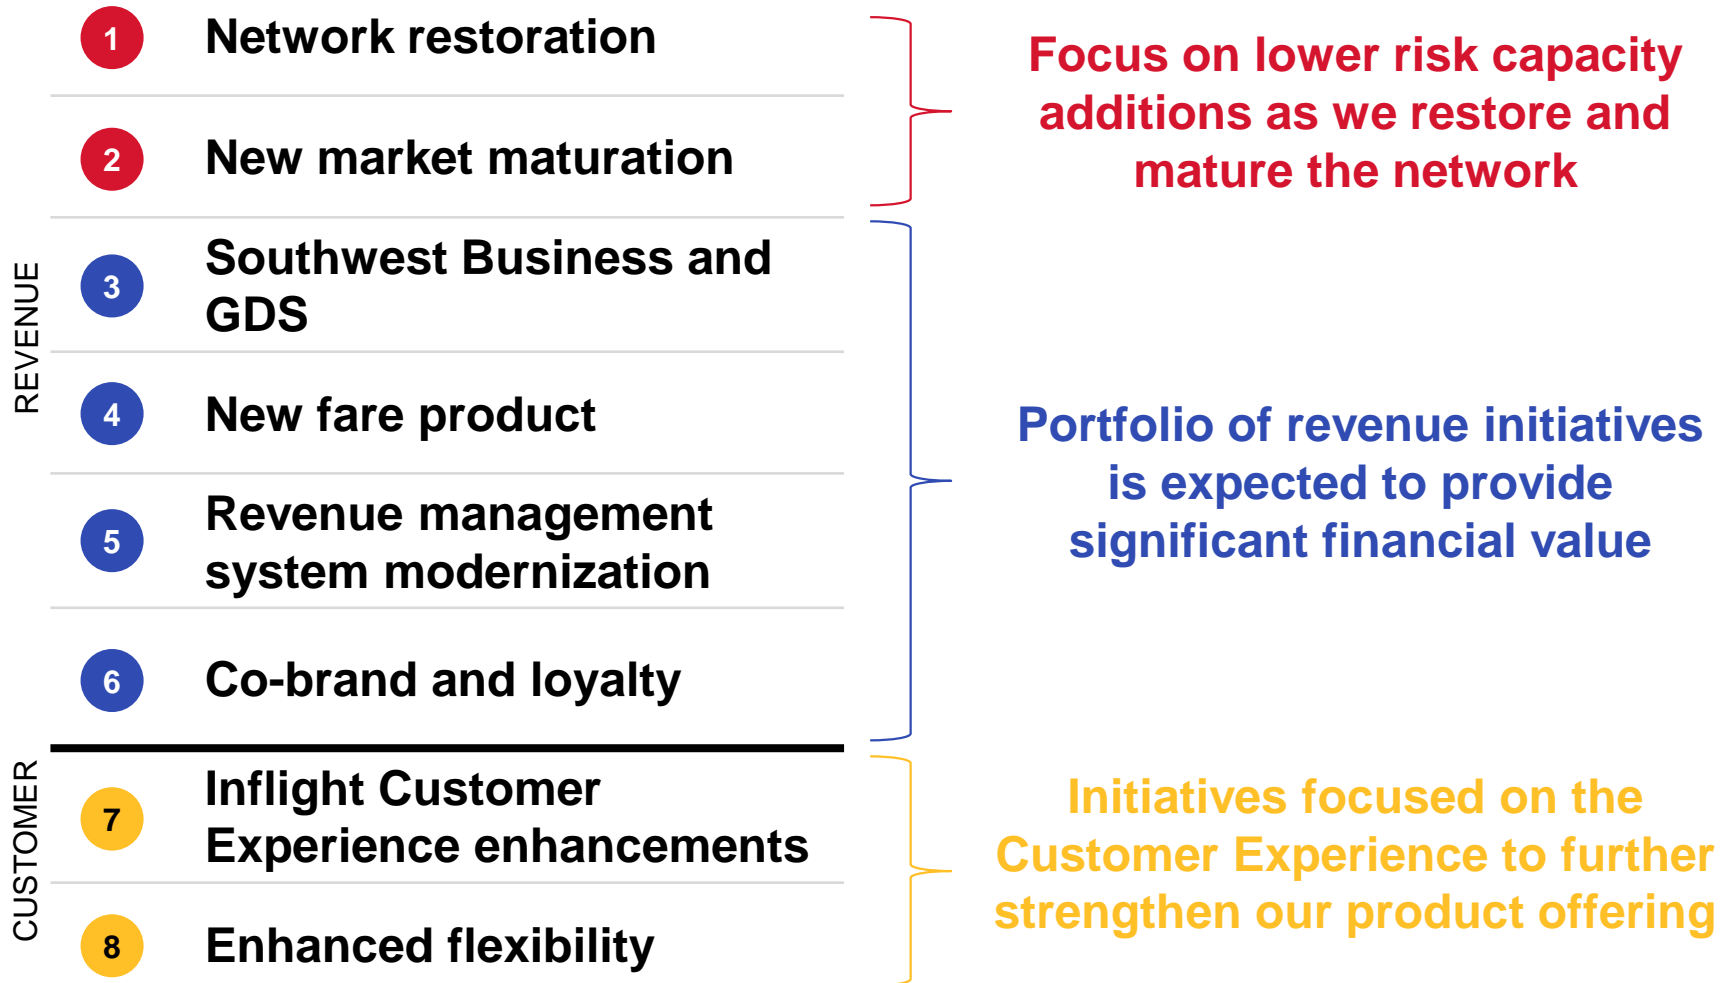 1
Network restoration
2
New market maturation
Focus on lower risk capacity
additions as we restore and
mature the network
REVENUE
3
Southwest Business and
GDS
4
New fare product
5
Revenue management
system modernization
6
Co-brand and loyalty
Portfolio of revenue initiatives
is expected to provide
significant financial value
CUSTOMER
7
Inflight Customer
Experience enhancements
8
Enhanced flexibility
Initiatives focused on the
Customer Experience to further
strengthen our product offering